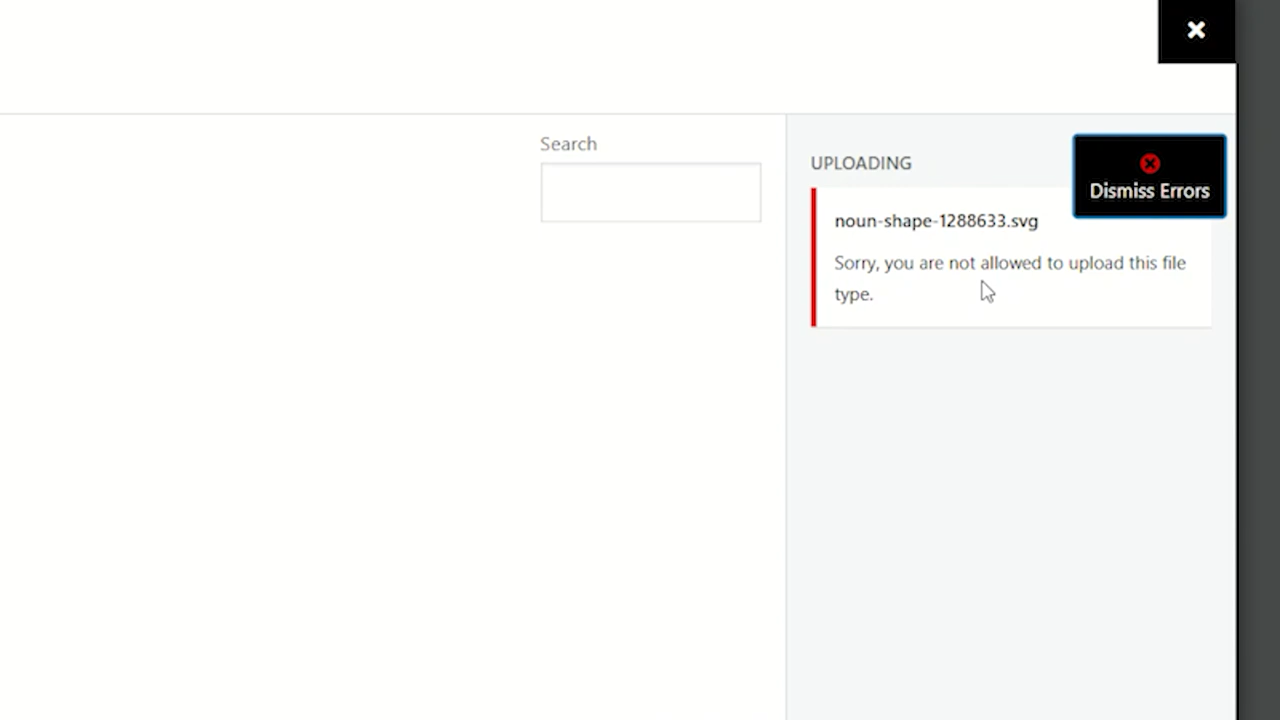 Search
UPLOADING
Dismiss Errors
noun-shape-1288633.svg
Sorry, you are not allowed to upload this file
type.